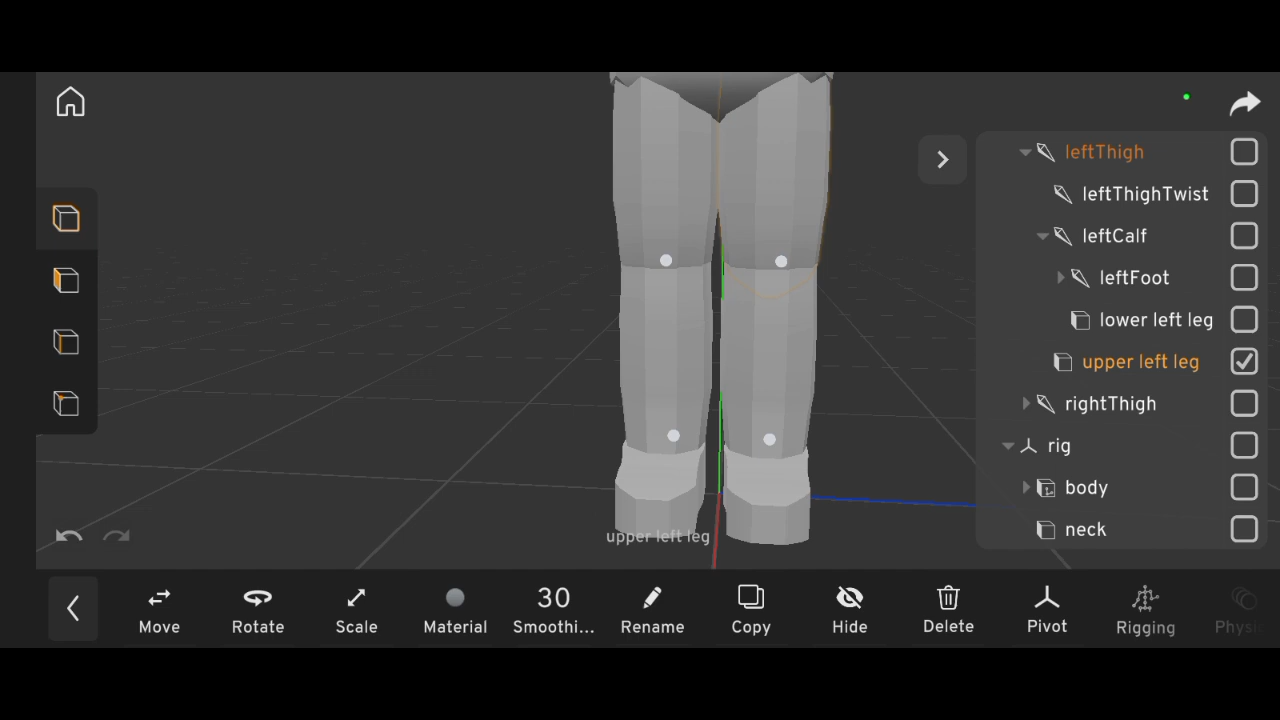 leftThigh
leftThighTwist
leftCalf
leftFoot
lower left leg
upper left leg
rightThigh
rig
body
neck
upper left leg
30
Move
Rotate
Scale
Material
Smoothi...
Rename
Copy
Hide
Delete
Pivot
Rigging
Physi